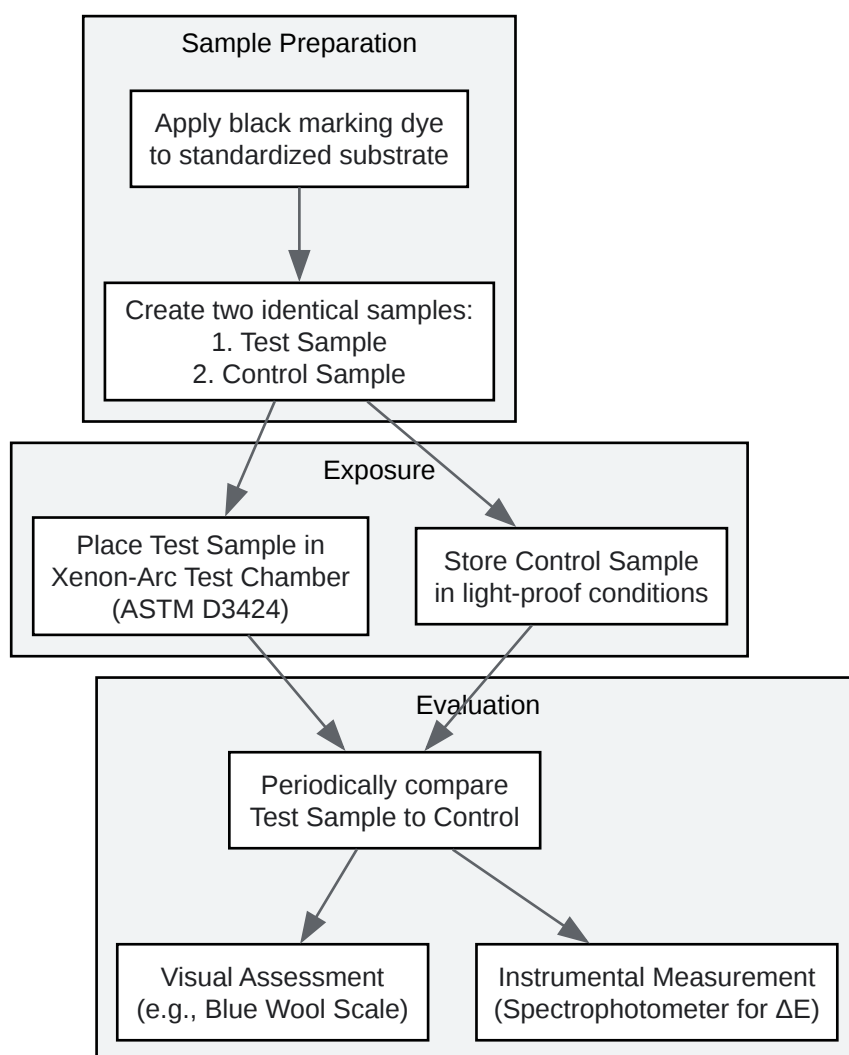 Sample Preparation
Apply black marking dye
to standardized substrate
Create two identical samples:
1. Test Sample
2. Control Sample
Exposure
Place Test Sample in
Xenon-Arc Test Chamber
(ASTM D3424)
Store Control Sample
in light-proof conditions
Evaluation
Periodically compare
Test Sample to Control
Visual Assessment
(e.g., Blue Wool Scale)
Instrumental Measurement
(Spectrophotometer for ΔE)